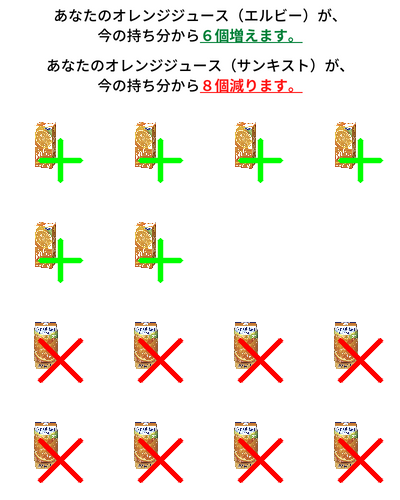 あなたのオレンジジュース（エルビー）が、
今の持ち分から６個増えます。
あなたのオレンジジュース（サンキスト）が、
今の持ち分から８個減ります。